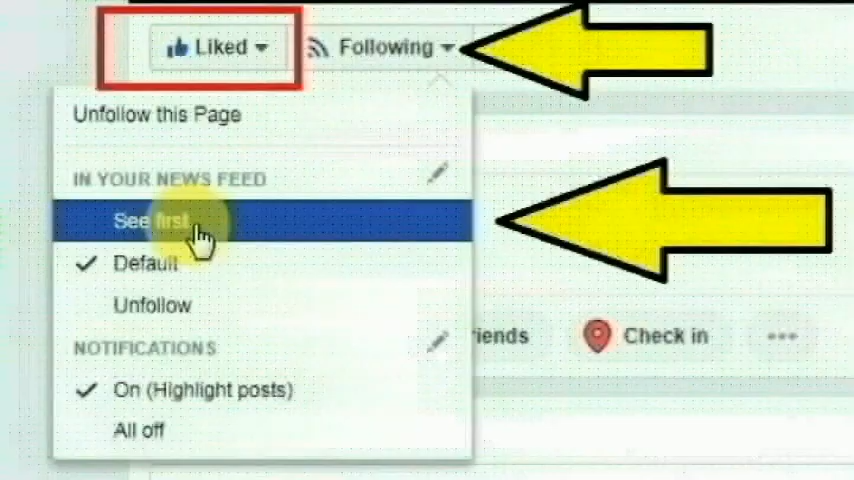 Liked Following
Unfollow this Page
IN YOUR NEWS FEED
See first
Default
Unfollow
riends Check in
NOTIFICATIONS
On (Highlight posts)
All off